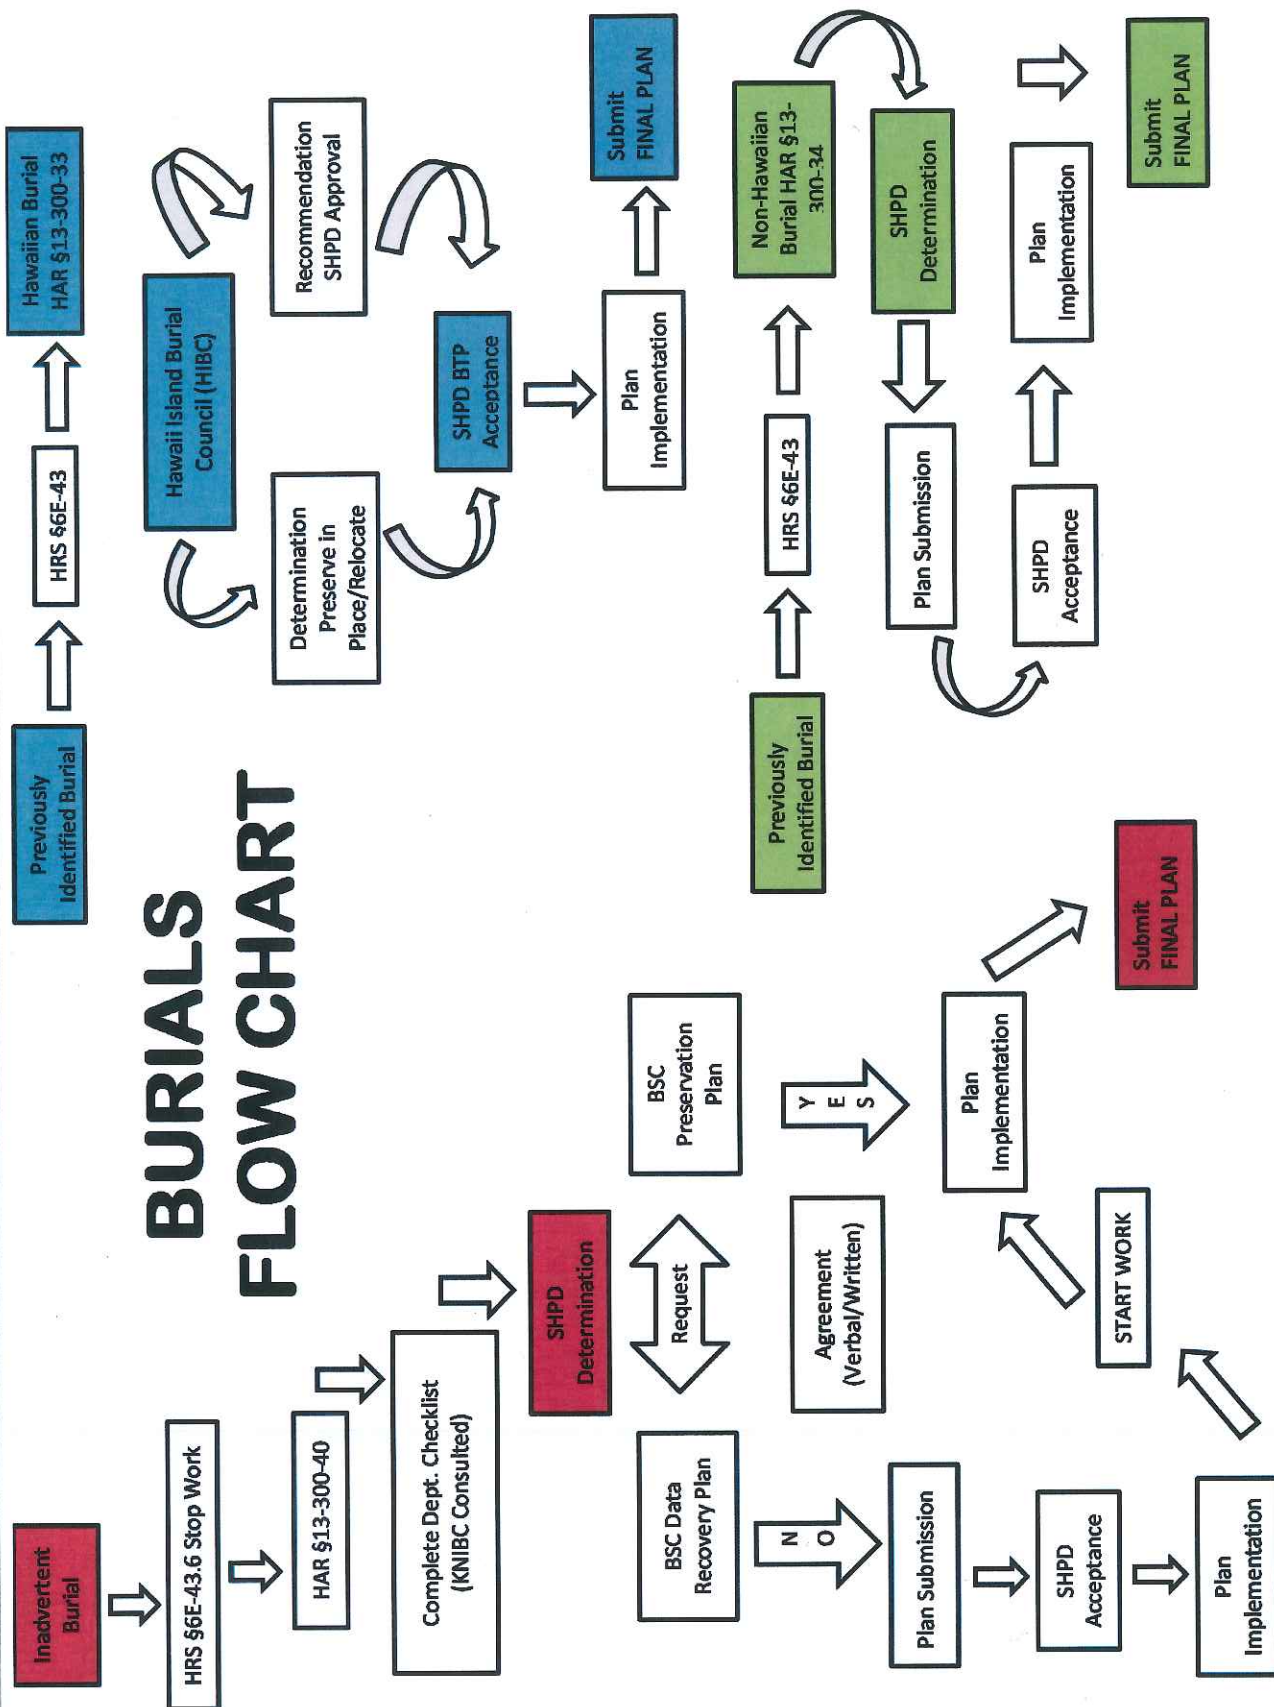 BURIALS
FLOW CHART
Inadvertent
Burial
HRS §6E-43.6 Stop Work
HAR §13-300-40
Complete Dept. Checklist
(KNIBC Consulted)
SHPD
Determination
BSC Data
Recovery Plan
Request
BSC
Preservation
Plan
NO
Agreement
(Verbal/Written)
YES
Plan Submission
SHPD
Acceptance
Plan
Implementation
START WORK
Plan
Implementation
Submit
FINAL PLAN
Previously
Identified Burial
HRS §6E-43
Hawaiian Burial
HAR §13-300-33
Hawaii Island Burial
Council (HIBC)
Determination
Preserve in
Place/Relocate
Recommendation
SHPD Approval
SHPD BTP
Acceptance
Plan
Implementation
Submit
FINAL PLAN
Previously
Identified Burial
HRS §6E-43
Non-Hawaiian
Burial HAR §13-
300-34
SHPD
Determination
Plan Submission
SHPD
Acceptance
Plan
Implementation
Submit
FINAL PLAN